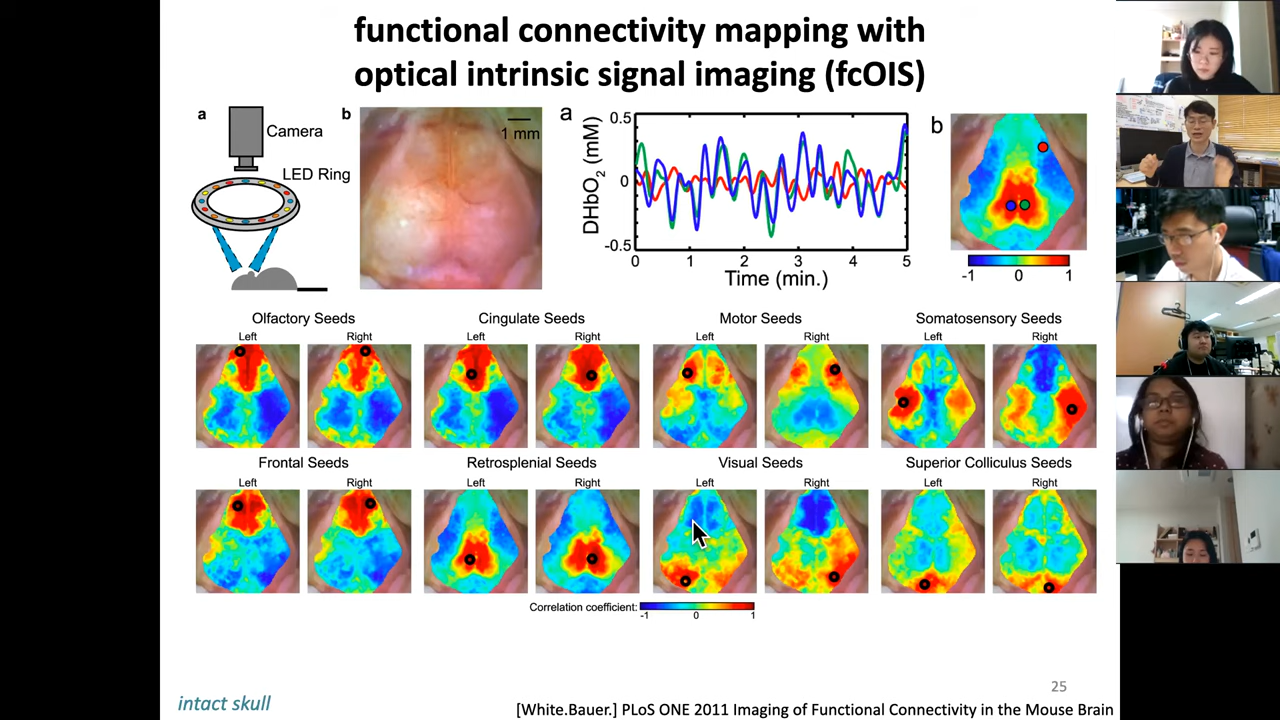 functional connectivity mapping with
optical intrinsic signal imaging (fcOIS)
a
Camera
LED Ring
b
1 mm
a
DHbO2 (mM)
0.5
0
-0.5
0 1 2 3 4 5
Time (min.)
b
-1 0 1
Olfactory Seeds Cingulate Seeds Motor Seeds Somatosensory Seeds
Left Right Left Right Left Right Left Right
Frontal Seeds Retrosplenial Seeds Visual Seeds Superior Colliculus Seeds
Left Right Left Right Left Right Left Right
Correlation coefficient:
-1 0 1
25
intact skull
[White.Bauer.] PLoS ONE 2011 Imaging of Functional Connectivity in the Mouse Brain